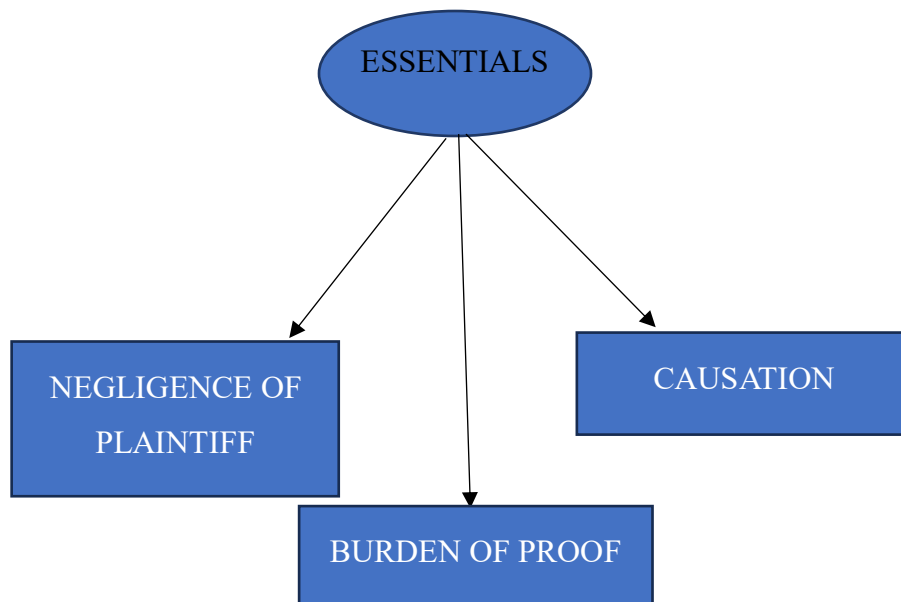 ESSENTIALS
NEGLIGENCE OF
PLAINTIFF
CAUSATION
BURDEN OF PROOF